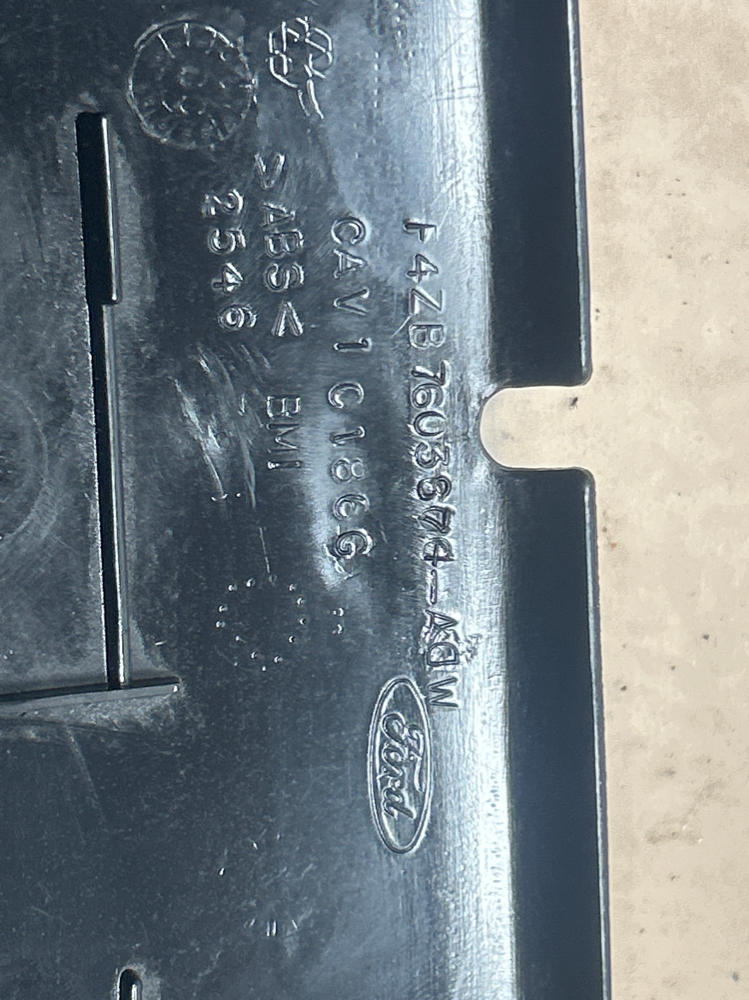 F4ZB 7603674-ADW
CAV 1 C186G
>ABS< BMI
2546
Ford